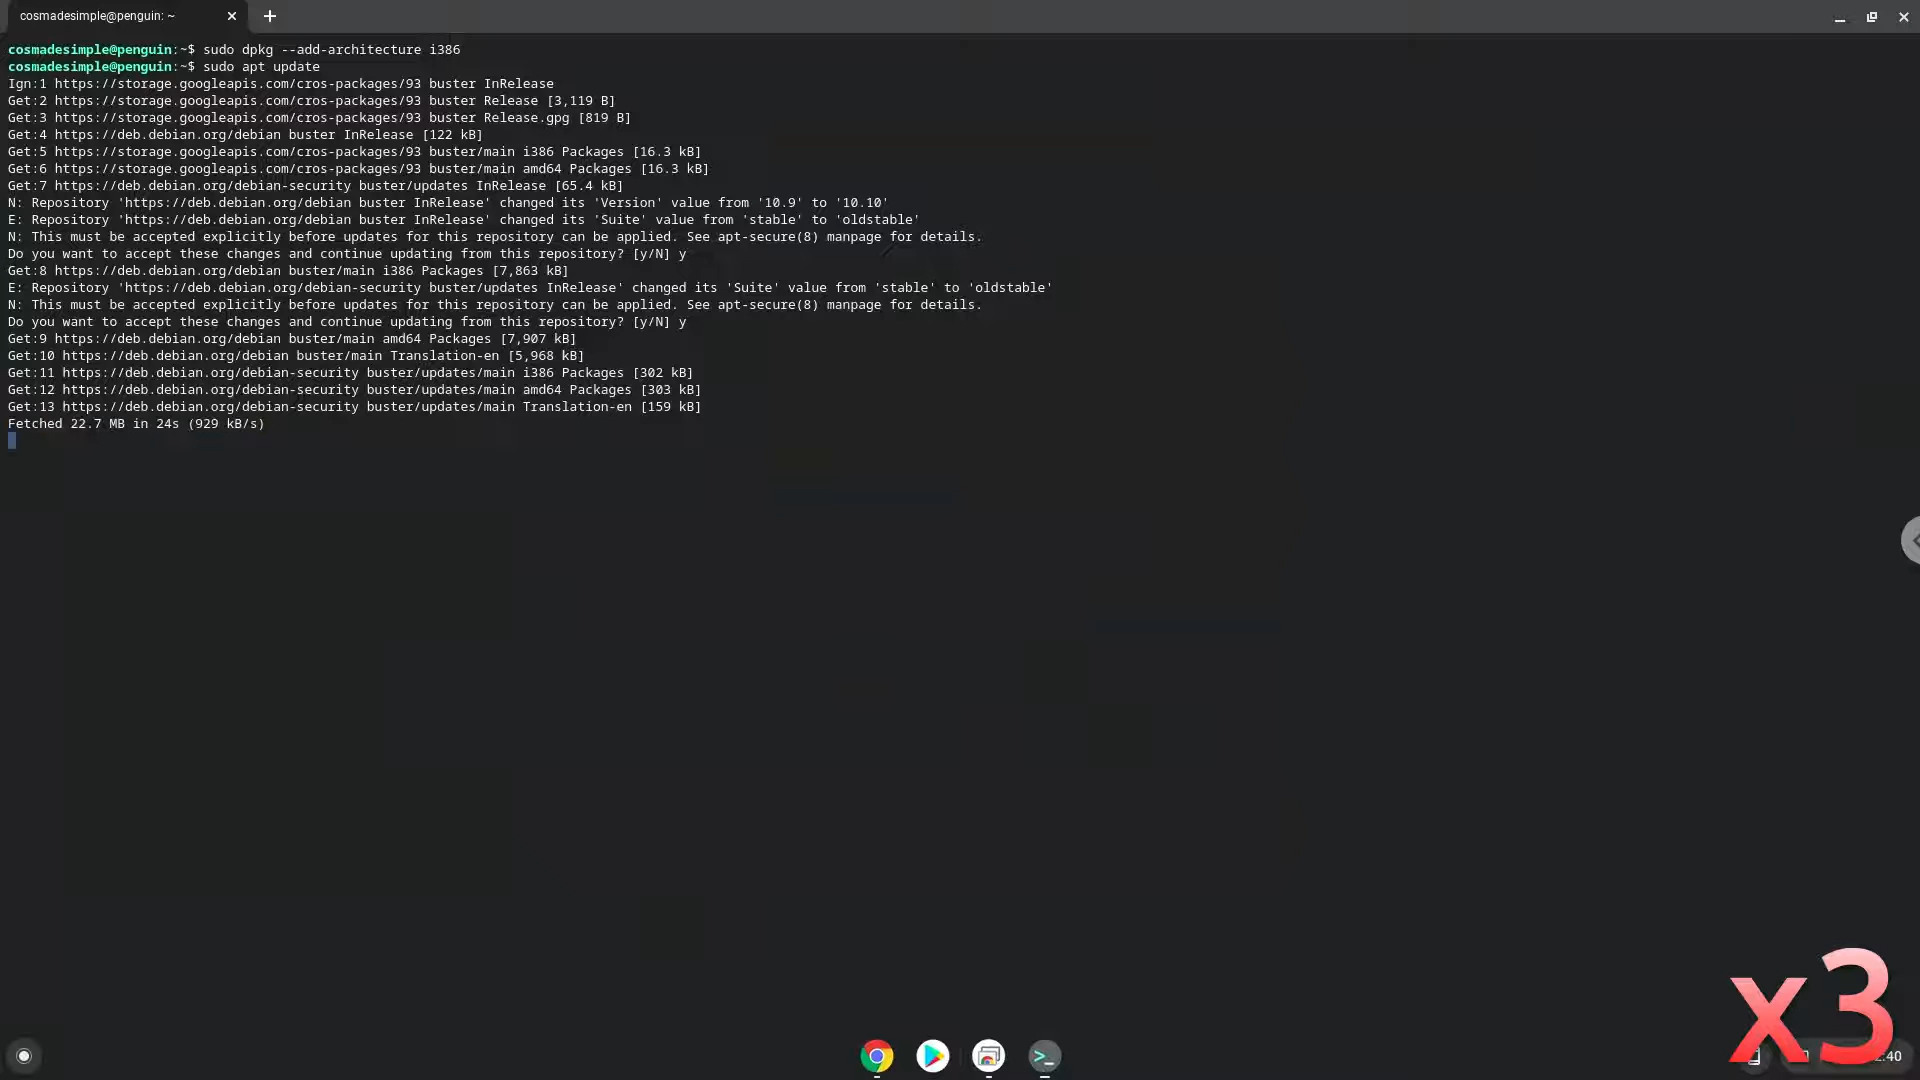 cosmadesimple@penguin: ~
cosmadesimple@penguin:~$ sudo dpkg --add-architecture i386
cosmadesimple@penguin:~$ sudo apt update
Ign:1 https://storage.googleapis.com/cros-packages/93 buster InRelease
Get:2 https://storage.googleapis.com/cros-packages/93 buster Release [3,119 B]
Get:3 https://storage.googleapis.com/cros-packages/93 buster Release.gpg [819 B]
Get:4 https://deb.debian.org/debian buster InRelease [122 kB]
Get:5 https://storage.googleapis.com/cros-packages/93 buster/main i386 Packages [16.3 kB]
Get:6 https://storage.googleapis.com/cros-packages/93 buster/main amd64 Packages [16.3 kB]
Get:7 https://deb.debian.org/debian-security buster/updates InRelease [65.4 kB]
N: Repository 'https://deb.debian.org/debian buster InRelease' changed its 'Version' value from '10.9' to '10.10'
E: Repository 'https://deb.debian.org/debian buster InRelease' changed its 'Suite' value from 'stable' to 'oldstable'
N: This must be accepted explicitly before updates for this repository can be applied. See apt-secure(8) manpage for details.
Do you want to accept these changes and continue updating from this repository? [y/N] y
Get:8 https://deb.debian.org/debian buster/main i386 Packages [7,863 kB]
E: Repository 'https://deb.debian.org/debian-security buster/updates InRelease' changed its 'Suite' value from 'stable' to 'oldstable'
N: This must be accepted explicitly before updates for this repository can be applied. See apt-secure(8) manpage for details.
Do you want to accept these changes and continue updating from this repository? [y/N] y
Get:9 https://deb.debian.org/debian buster/main amd64 Packages [7,907 kB]
Get:10 https://deb.debian.org/debian buster/main Translation-en [5,968 kB]
Get:11 https://deb.debian.org/debian-security buster/updates/main i386 Packages [302 kB]
Get:12 https://deb.debian.org/debian-security buster/updates/main amd64 Packages [303 kB]
Get:13 https://deb.debian.org/debian-security buster/updates/main Translation-en [159 kB]
Fetched 22.7 MB in 24s (929 kB/s)
x3